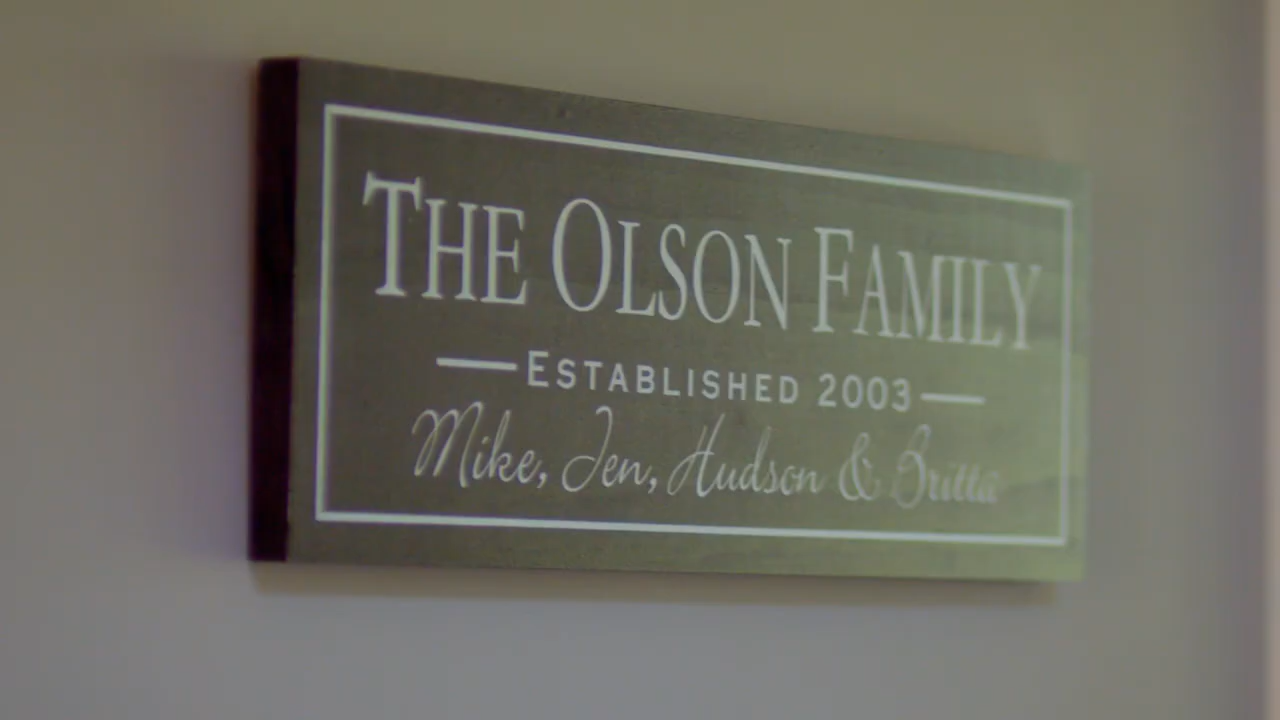 THE OLSON FAMILY
ESTABLISHED 2003
Mike, Jen, Hudson & Britta